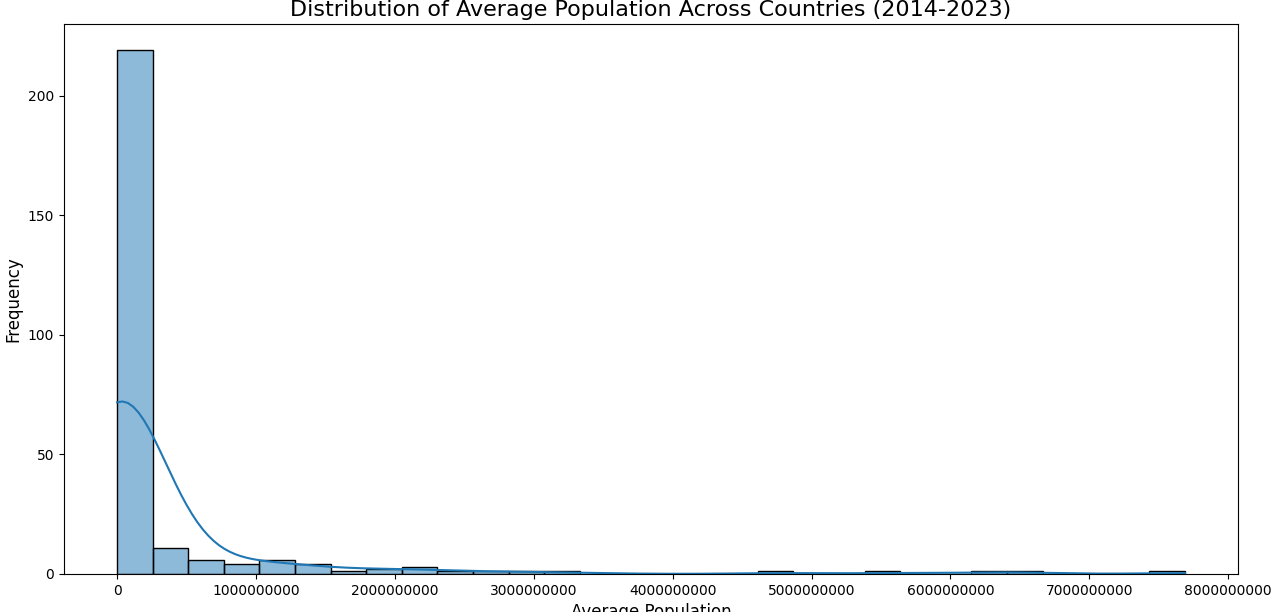 Distribution of Average Population Across Countries (2014-2023)
200
150
100
50
0
Frequency
0 1000000000 2000000000 3000000000 4000000000 5000000000 6000000000 7000000000 8000000000
Average Population